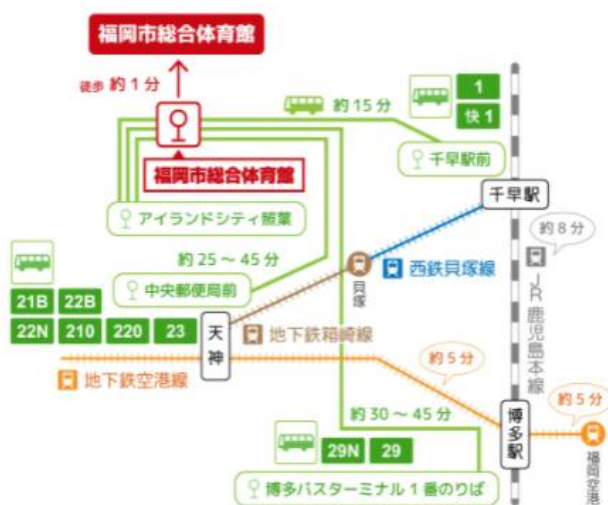 福岡市総合体育館
徒歩 約1分
約15分
1
快1
福岡市総合体育館
千早駅前
千早駅
アイランドシティ照葉
約8分
約25～45分
西鉄貝塚線
貝塚
JR鹿児島本線
21B 22B
中央郵便局前
22N 210 220 23
天神
地下鉄箱崎線
地下鉄空港線
約5分
約5分
約30～45分
博多駅
29N 29
福岡空港
博多バスターミナル1番のりば